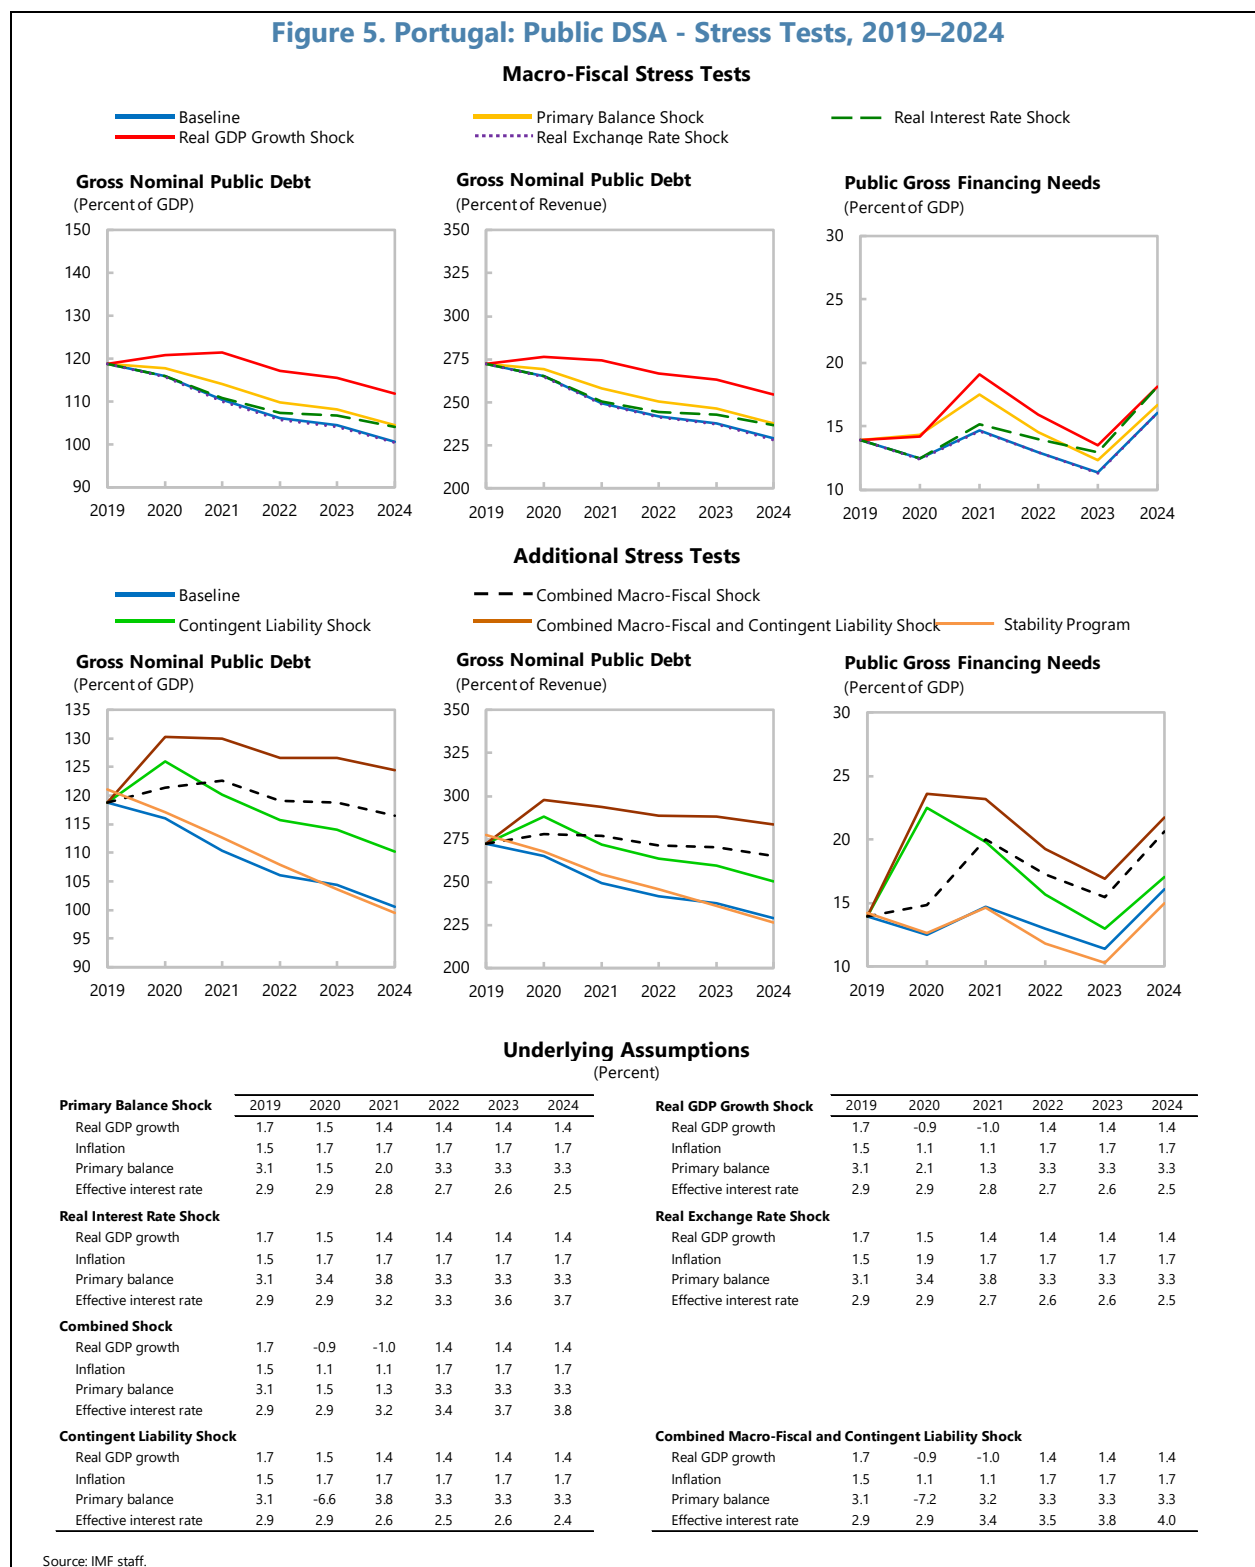 Figure 5. Portugal: Public DSA - Stress Tests, 2019–2024
Macro-Fiscal Stress Tests
Baseline Primary Balance Shock Real Interest Rate Shock
Real GDP Growth Shock Real Exchange Rate Shock
Gross Nominal Public Debt
(Percent of GDP)
150
140
130
120
110
100
90
2019 2020 2021 2022 2023 2024
Gross Nominal Public Debt
(Percent of Revenue)
350
325
300
275
250
225
200
2019 2020 2021 2022 2023 2024
Public Gross Financing Needs
(Percent of GDP)
30
25
20
15
10
2019 2020 2021 2022 2023 2024
Additional Stress Tests
Baseline Combined Macro-Fiscal Shock
Contingent Liability Shock Combined Macro-Fiscal and Contingent Liability Shock Stability Program
Gross Nominal Public Debt
(Percent of GDP)
135
130
125
120
115
110
105
100
95
90
2019 2020 2021 2022 2023 2024
Gross Nominal Public Debt
(Percent of Revenue)
350
325
300
275
250
225
200
2019 2020 2021 2022 2023 2024
Public Gross Financing Needs
(Percent of GDP)
30
25
20
15
10
2019 2020 2021 2022 2023 2024
Underlying Assumptions
(Percent)
Primary Balance Shock 2019 2020 2021 2022 2023 2024
Real GDP growth 1.7 1.5 1.4 1.4 1.4 1.4
Inflation 1.5 1.7 1.7 1.7 1.7 1.7
Primary balance 3.1 1.5 2.0 3.3 3.3 3.3
Effective interest rate 2.9 2.9 2.8 2.7 2.6 2.5
Real GDP Growth Shock 2019 2020 2021 2022 2023 2024
Real GDP growth 1.7 -0.9 -1.0 1.4 1.4 1.4
Inflation 1.5 1.1 1.1 1.7 1.7 1.7
Primary balance 3.1 2.1 1.3 3.3 3.3 3.3
Effective interest rate 2.9 2.9 2.8 2.7 2.6 2.5
Real Interest Rate Shock
Real GDP growth 1.7 1.5 1.4 1.4 1.4 1.4
Inflation 1.5 1.7 1.7 1.7 1.7 1.7
Primary balance 3.1 3.4 3.8 3.3 3.3 3.3
Effective interest rate 2.9 2.9 3.2 3.3 3.6 3.7
Real Exchange Rate Shock
Real GDP growth 1.7 1.5 1.4 1.4 1.4 1.4
Inflation 1.5 1.9 1.7 1.7 1.7 1.7
Primary balance 3.1 3.4 3.8 3.3 3.3 3.3
Effective interest rate 2.9 2.9 2.7 2.6 2.6 2.5
Combined Shock
Real GDP growth 1.7 -0.9 -1.0 1.4 1.4 1.4
Inflation 1.5 1.1 1.1 1.7 1.7 1.7
Primary balance 3.1 1.5 1.3 3.3 3.3 3.3
Effective interest rate 2.9 2.9 3.2 3.4 3.7 3.8
Contingent Liability Shock
Real GDP growth 1.7 1.5 1.4 1.4 1.4 1.4
Inflation 1.5 1.7 1.7 1.7 1.7 1.7
Primary balance 3.1 -6.6 3.8 3.3 3.3 3.3
Effective interest rate 2.9 2.9 2.6 2.5 2.6 2.4
Combined Macro-Fiscal and Contingent Liability Shock
Real GDP growth 1.7 -0.9 -1.0 1.4 1.4 1.4
Inflation 1.5 1.1 1.1 1.7 1.7 1.7
Primary balance 3.1 -7.2 3.2 3.3 3.3 3.3
Effective interest rate 2.9 2.9 3.4 3.5 3.8 4.0
Source: IMF staff.